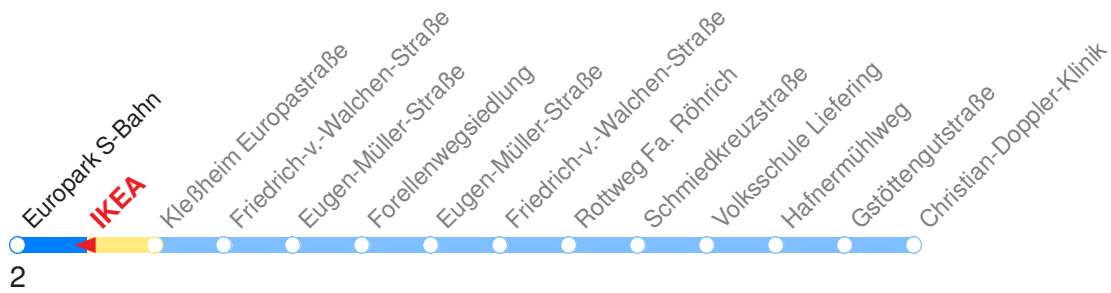 Europark S-Bahn
IKEA
Kleßheim Europastraße
Friedrich-v.-Walchen-Straße
Eugen-Müller-Straße
Forellenwegsiedlung
Eugen-Müller-Straße
Friedrich-v.-Walchen-Straße
Rottweg Fa. Röhrich
Schmiedkreuzstraße
Volksschule Liefering
Hafnermühlweg
Gstöttengutstraße
Christian-Doppler-Klinik
2